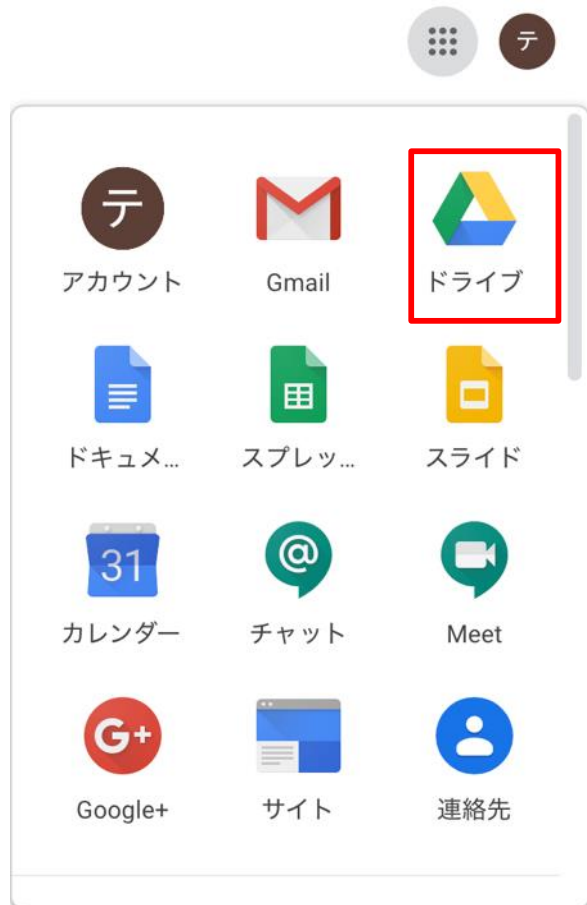 テ
テ
アカウント Gmail ドライブ
ドキュメ... スプレッ... スライド
31 @
カレンダー チャット Meet
G+
Google+ サイト 連絡先